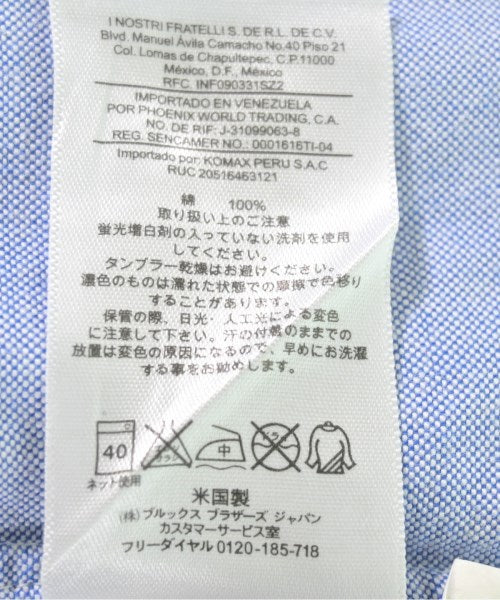 I NOSTRI FRATELLI S. DE R.L. DE C.V.
Blvd. Manuel Ávila Camacho No.40 Piso 21
Col. Lomas de Chapultepec, C.P.11000
México, D.F., México
RFC. INF090331SZ2
IMPORTADO EN VENEZUELA
POR PHOENIX WORLD TRADING, C.A.
NO. DE RIF: J-31099063-8
REG. SENCAMER NO.: 0001616TI-04
Importado por: KOMAX PERU S.A.C
RUC 20516463121
綿 100%
取り扱い上のご注意
蛍光増白剤の入っていない洗剤を使用
してください。
タンブラー乾燥はお避けください。
濃色のものは濡れた状態での摩擦で色移り
することがあります。
保管の際、日光・人工光による変色
に注意して下さい。汗の付着のままでの
放置は変色の原因になるので、早めにお洗濯
する事をお勧めします。
40 エンソサラシ 中 ドライ
ネット使用
米国製
(株)ブルックス ブラザーズ ジャパン
カスタマーサービス室
フリーダイヤル 0120-185-718